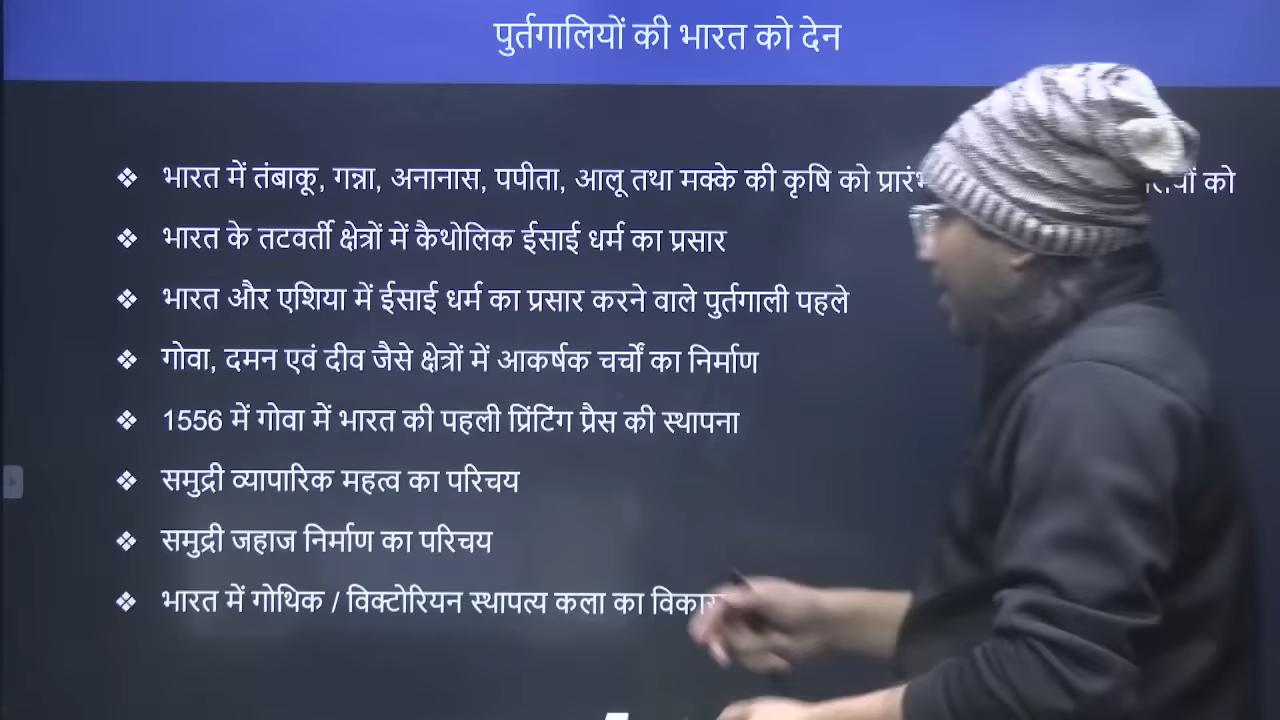 पुर्तगालियों की भारत को देन
❖ भारत में तंबाकू, गन्ना, अनानास, पपीता, आलू तथा मक्के की कृषि को को
❖ भारत के तटवर्ती क्षेत्रों में कैथोलिक ईसाई धर्म का प्रसार
❖ भारत और एशिया में ईसाई धर्म का प्रसार करने वाले पुर्तगाली पहले
❖ गोवा, दमन एवं दीव जैसे क्षेत्रों में आकर्षक चर्चों का निर्माण
❖ 1556 में गोवा में भारत की पहली प्रिंटिंग प्रैस की स्थापना
❖ समुद्री व्यापारिक महत्व का परिचय
❖ समुद्री जहाज निर्माण का परिचय
❖ भारत में गोथिक / विक्टोरियन स्थापत्य कला का विकास